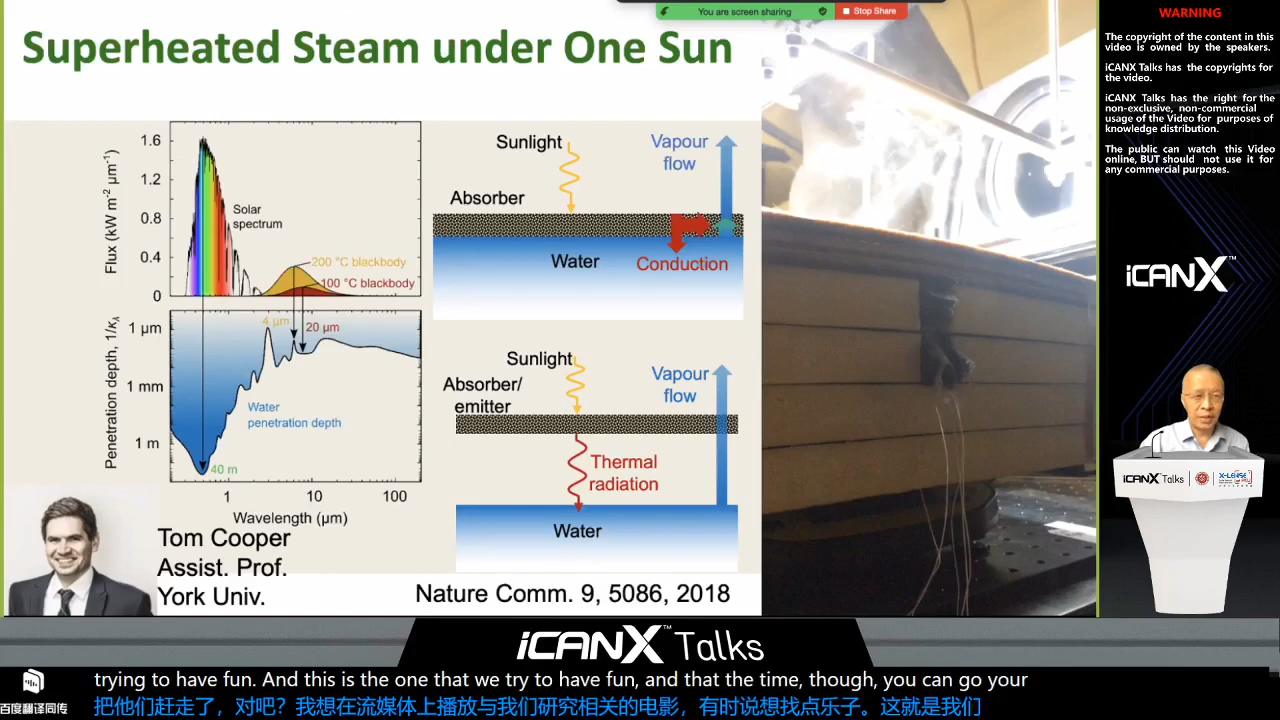 You are screen sharing
Stop Share
Superheated Steam under One Sun
1.6
1.2
0.8
0.4
0
Flux (kW m⁻² μm⁻¹)
Solar
spectrum
200 °C blackbody
100 °C blackbody
4 μm
20 μm
1 μm
1 mm
1 m
Penetration depth, 1/κλ
Water
penetration depth
40 m
1
10
100
Wavelength (μm)
Sunlight
Vapour
flow
Absorber
Water
Conduction
Sunlight
Vapour
flow
Absorber/
emitter
Thermal
radiation
Water
Tom Cooper
Assist. Prof.
York Univ.
Nature Comm. 9, 5086, 2018
WARNING
The copyright of the content in this
video is owned by the speakers.
iCANX Talks has the copyrights for
the video.
iCANX Talks has the right for the
non-exclusive, non-commercial
usage of the Video for purposes of
knowledge distribution.
The public can watch this Video
online, BUT should not use it for
any commercial purposes.
iCANX™
iCANX Talks
X-LENSE
iCANX™ Talks
百度翻译同传
trying to have fun. And this is the one that we try to have fun, and that the time, though, you can go your
把他们赶走了，对吧？我想在流媒体上播放与我们研究相关的电影，有时说想找点乐子。这就是我们